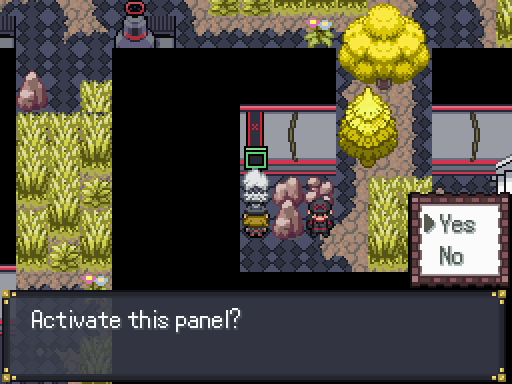 Yes
No
Activate this panel?